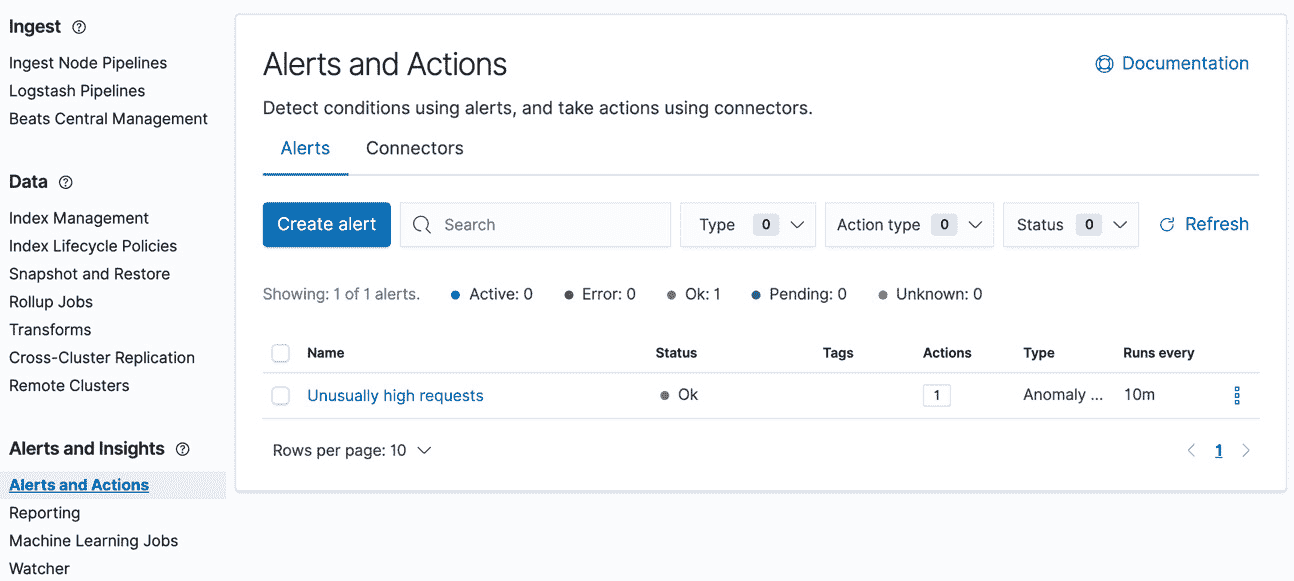 Ingest
Ingest Node Pipelines
Logstash Pipelines
Beats Central Management
Data
Index Management
Index Lifecycle Policies
Snapshot and Restore
Rollup Jobs
Transforms
Cross-Cluster Replication
Remote Clusters
Alerts and Insights
Alerts and Actions
Reporting
Machine Learning Jobs
Watcher
Alerts and Actions
Documentation
Detect conditions using alerts, and take actions using connectors.
Alerts Connectors
Create alert Search Type 0 Action type 0 Status 0 Refresh
Showing: 1 of 1 alerts. Active: 0 Error: 0 Ok: 1 Pending: 0 Unknown: 0
Name Status Tags Actions Type Runs every
Unusually high requests Ok 1 Anomaly ... 10m
Rows per page: 10 1